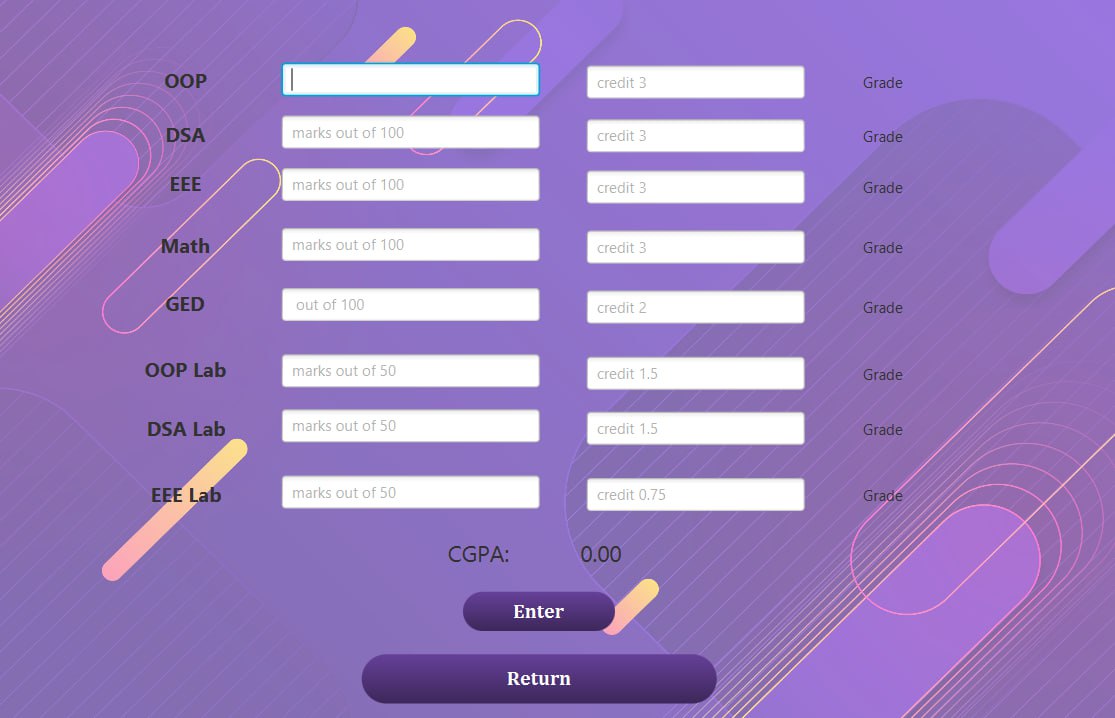 OOP credit 3 Grade
DSA marks out of 100 credit 3 Grade
EEE marks out of 100 credit 3 Grade
Math marks out of 100 credit 3 Grade
GED out of 100 credit 2 Grade
OOP Lab marks out of 50 credit 1.5 Grade
DSA Lab marks out of 50 credit 1.5 Grade
EEE Lab marks out of 50 credit 0.75 Grade
CGPA: 0.00
Enter
Return